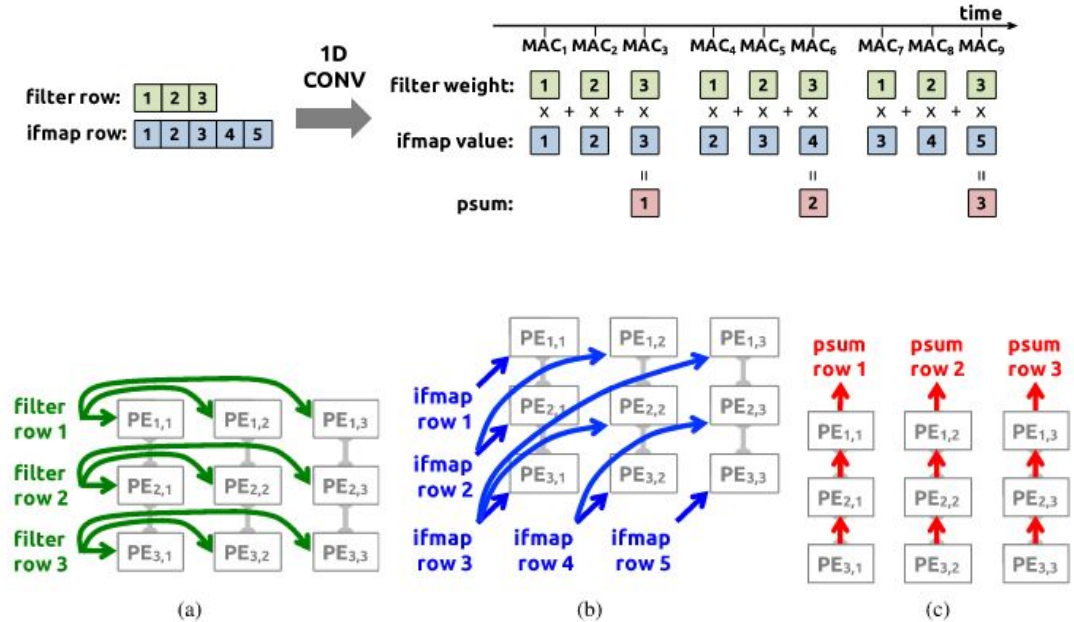 time
1D
CONV
MAC₁ MAC₂ MAC₃ MAC₄ MAC₅ MAC₆ MAC₇ MAC₈ MAC₉
filter row: 1 2 3
filter weight: 1 2 3 1 2 3 1 2 3
x + x + x x + x + x x + x + x
ifmap row: 1 2 3 4 5
ifmap value: 1 2 3 2 3 4 3 4 5
= = =
psum: 1 2 3
filter
row 1
PE₁,₁ PE₁,₂ PE₁,₃
filter
row 2
PE₂,₁ PE₂,₂ PE₂,₃
filter
row 3
PE₃,₁ PE₃,₂ PE₃,₃
(a)
PE₁,₁ PE₁,₂ PE₁,₃
ifmap
row 1
PE₂,₁ PE₂,₂ PE₂,₃
ifmap
row 2
PE₃,₁ PE₃,₂ PE₃,₃
ifmap ifmap ifmap
row 3 row 4 row 5
(b)
psum psum psum
row 1 row 2 row 3
PE₁,₁ PE₁,₂ PE₁,₃
PE₂,₁ PE₂,₂ PE₂,₃
PE₃,₁ PE₃,₂ PE₃,₃
(c)